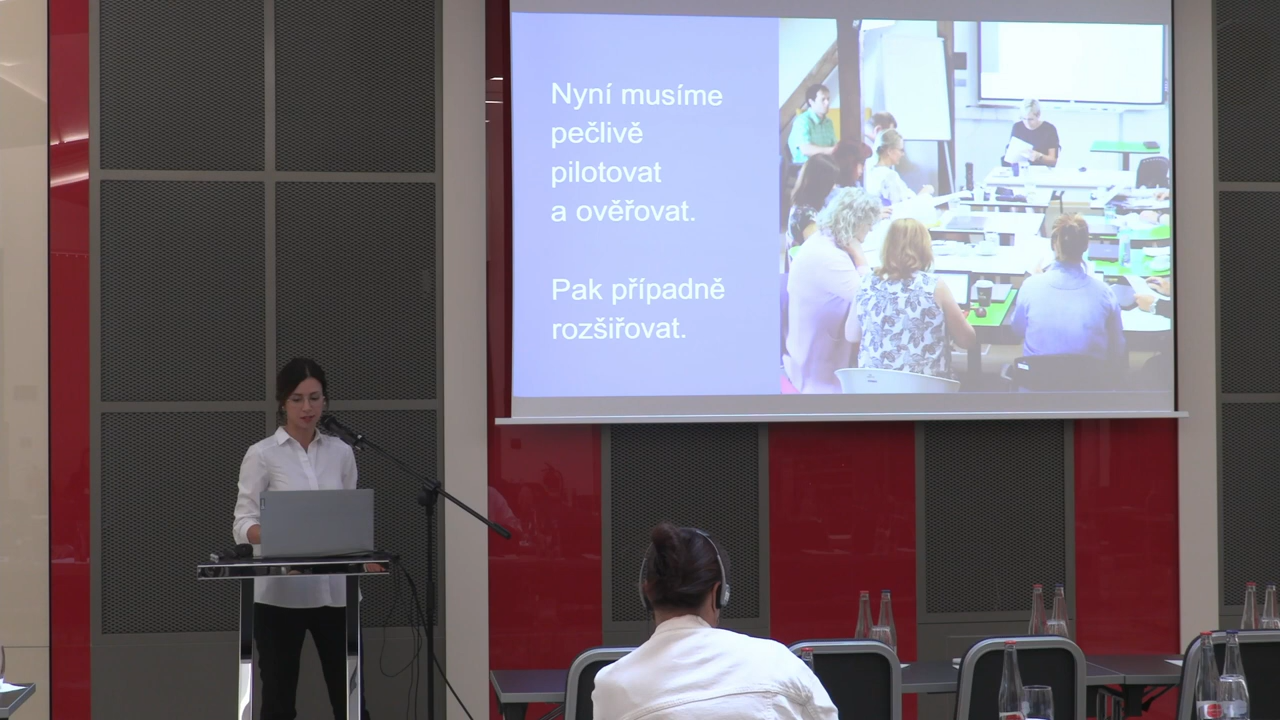 Nyní musíme
pečlivě
pilotovat
a ověřovat.
Pak případně
rozšiřovat.